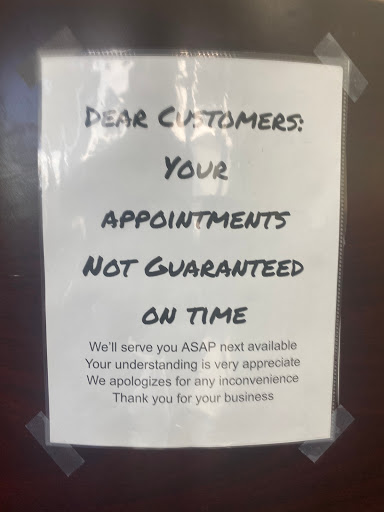 DEAR CUSTOMERS:
YOUR
APPOINTMENTS
NOT GUARANTEED
ON TIME
We'll serve you ASAP next available
Your understanding is very appreciate
We apologizes for any inconvenience
Thank you for your business